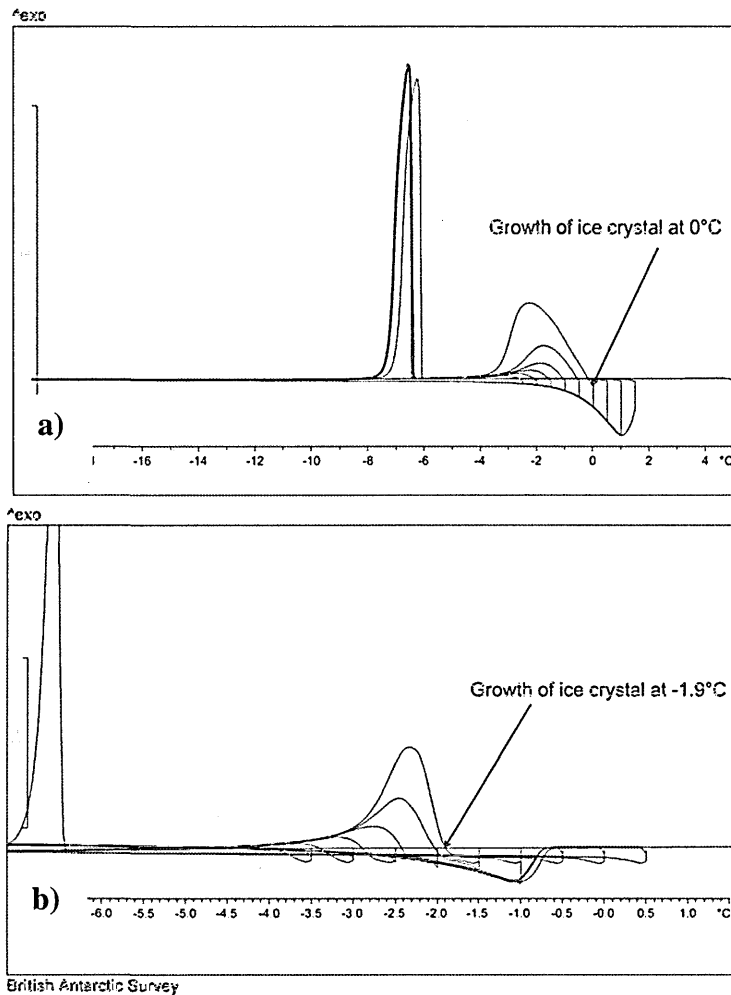 ^exo
Growth of ice crystal at 0°C
a)
-16 -14 -12 -10 -8 -6 -4 -2 0 2 4 °C
^exo
Growth of ice crystal at -1.9°C
b)
-6.0 -5.5 -5.0 -4.5 -4.0 -3.5 -3.0 -2.5 -2.0 -1.5 -1.0 -0.5 -0.0 0.5 1.0 °C
British Antarctic Survey